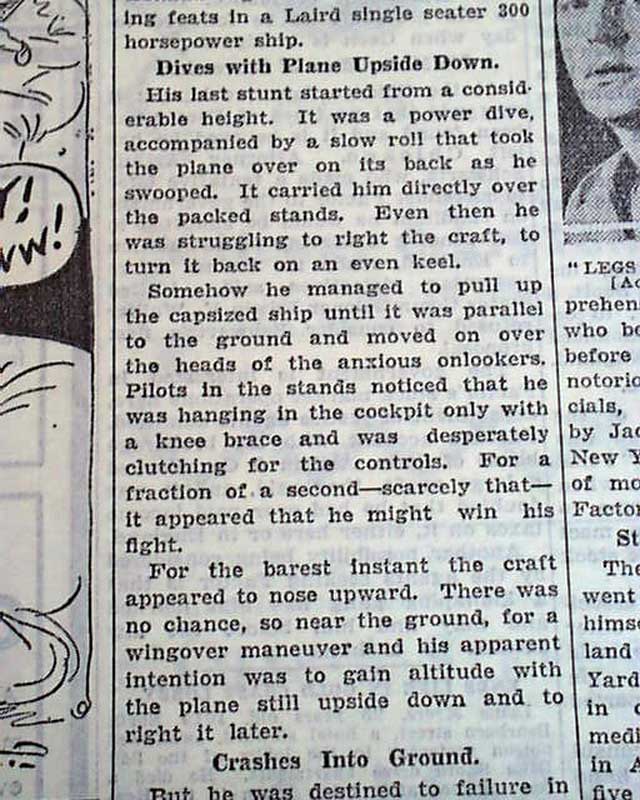 ing feats in a Laird single seater 300
horsepower ship.
Dives with Plane Upside Down.
His last stunt started from a consid-
erable height. It was a power dive,
accompanied by a slow roll that took
the plane over on its back as he
swooped. It carried him directly over
the packed stands. Even then he
was struggling to right the craft, to
turn it back on an even keel.
Somehow he managed to pull up
the capsized ship until it was parallel
to the ground and moved on over
the heads of the anxious onlookers.
Pilots in the stands noticed that he
was hanging in the cockpit only with
a knee brace and was desperately
clutching for the controls. For a
fraction of a second—scarcely that—
it appeared that he might win his
fight.
For the barest instant the craft
appeared to nose upward. There was
no chance, so near the ground, for a
wingover maneuver and his apparent
intention was to gain altitude with
the plane still upside down and to
right it later.
Crashes Into Ground.
But he was destined to failure in
"LEGS
prehen
who be
before
notorio
cials,
by Jac
New Y
of mo
Factor
St
The
went
himse
land
Yard
in
medi
in A
five